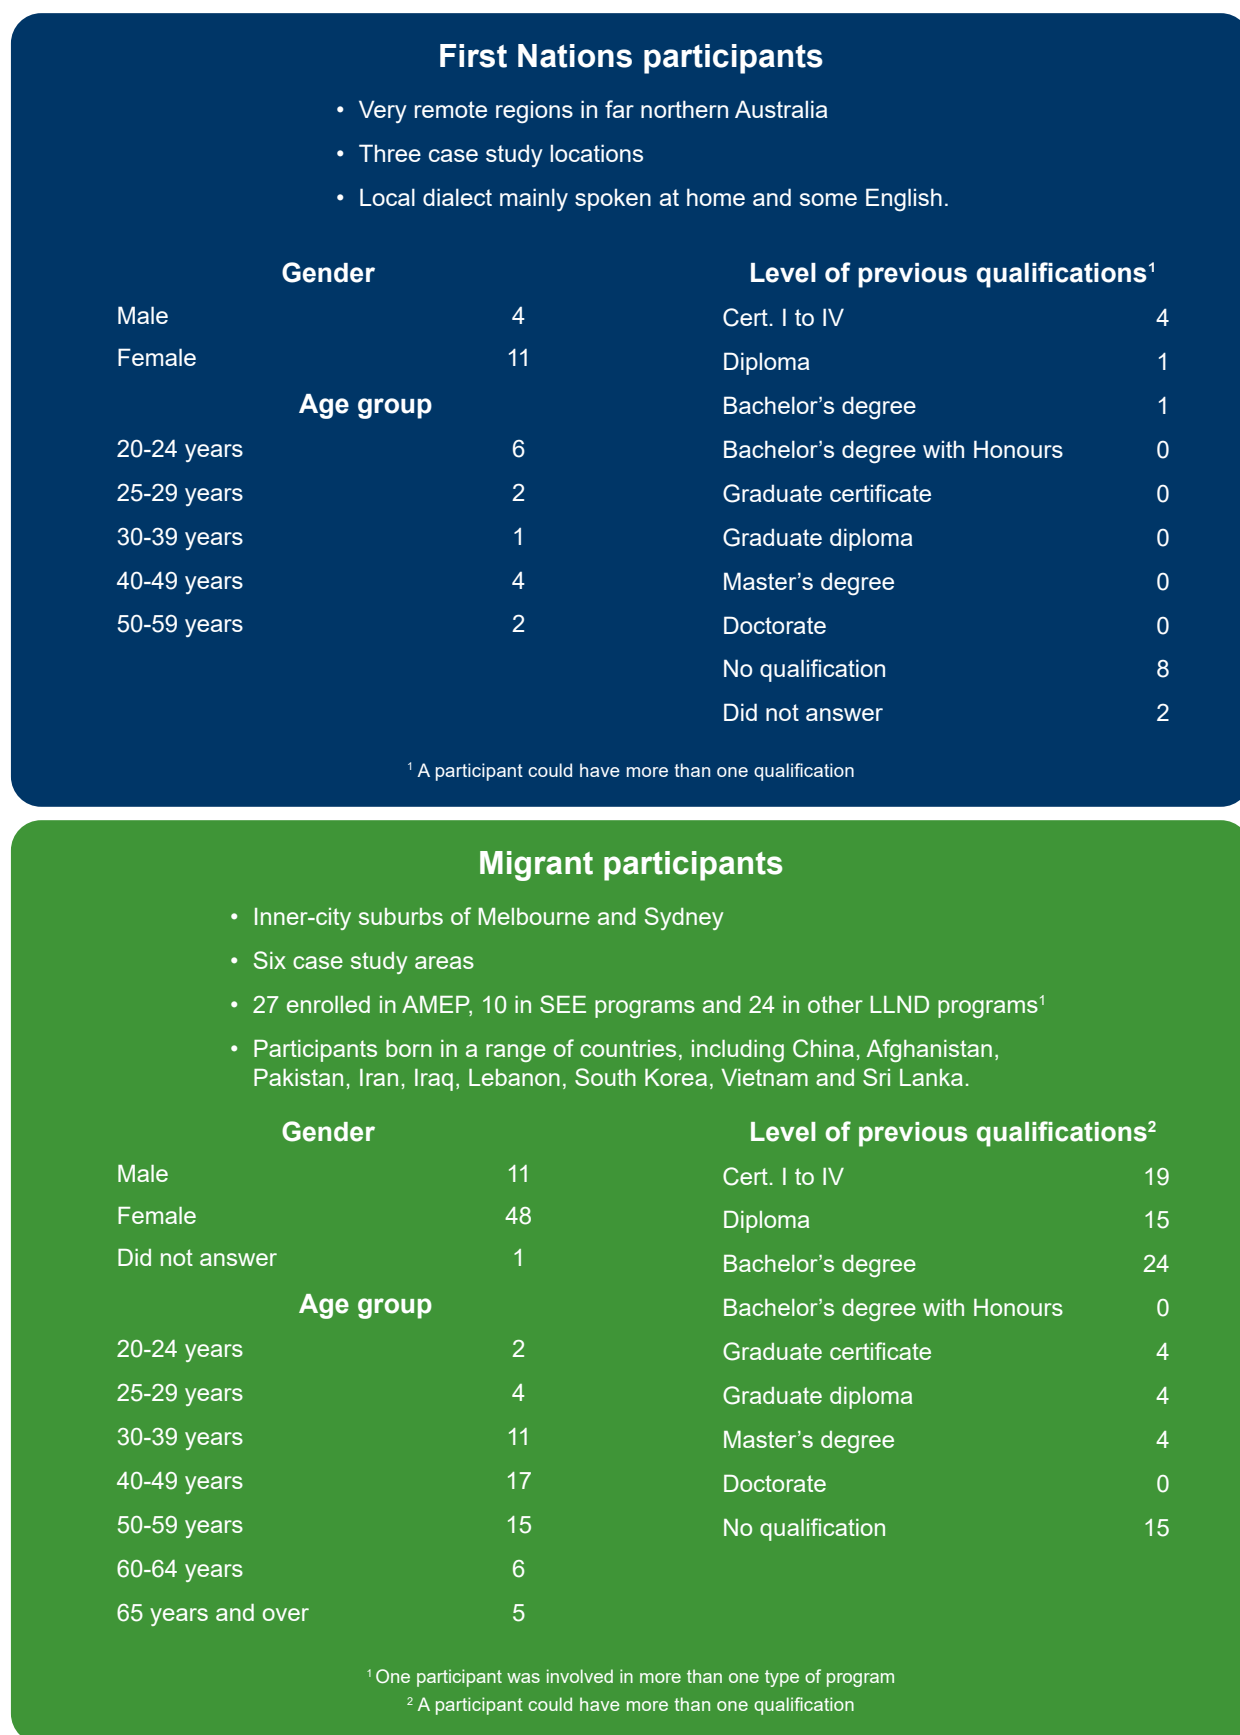 First Nations participants
• Very remote regions in far northern Australia
• Three case study locations
• Local dialect mainly spoken at home and some English.
Gender
Male 4
Female 11
Age group
20-24 years 6
25-29 years 2
30-39 years 1
40-49 years 4
50-59 years 2
Level of previous qualifications¹
Cert. I to IV 4
Diploma 1
Bachelor’s degree 1
Bachelor’s degree with Honours 0
Graduate certificate 0
Graduate diploma 0
Master’s degree 0
Doctorate 0
No qualification 8
Did not answer 2
¹ A participant could have more than one qualification
Migrant participants
• Inner-city suburbs of Melbourne and Sydney
• Six case study areas
• 27 enrolled in AMEP, 10 in SEE programs and 24 in other LLND programs¹
• Participants born in a range of countries, including China, Afghanistan,
Pakistan, Iran, Iraq, Lebanon, South Korea, Vietnam and Sri Lanka.
Gender
Male 11
Female 48
Did not answer 1
Age group
20-24 years 2
25-29 years 4
30-39 years 11
40-49 years 17
50-59 years 15
60-64 years 6
65 years and over 5
Level of previous qualifications²
Cert. I to IV 19
Diploma 15
Bachelor’s degree 24
Bachelor’s degree with Honours 0
Graduate certificate 4
Graduate diploma 4
Master’s degree 4
Doctorate 0
No qualification 15
¹ One participant was involved in more than one type of program
² A participant could have more than one qualification